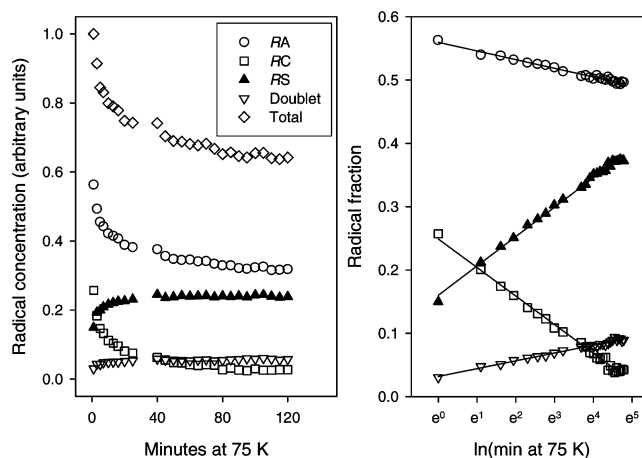 Radical concentration (arbitrary units)
1.0
0.8
0.6
0.4
0.2
0.0
RA
RC
RS
Doublet
Total
0 40 80 120
Minutes at 75 K
Radical fraction
0.6
0.5
0.4
0.3
0.2
0.1
0.0
e⁰ e¹ e² e³ e⁴ e⁵
ln(min at 75 K)